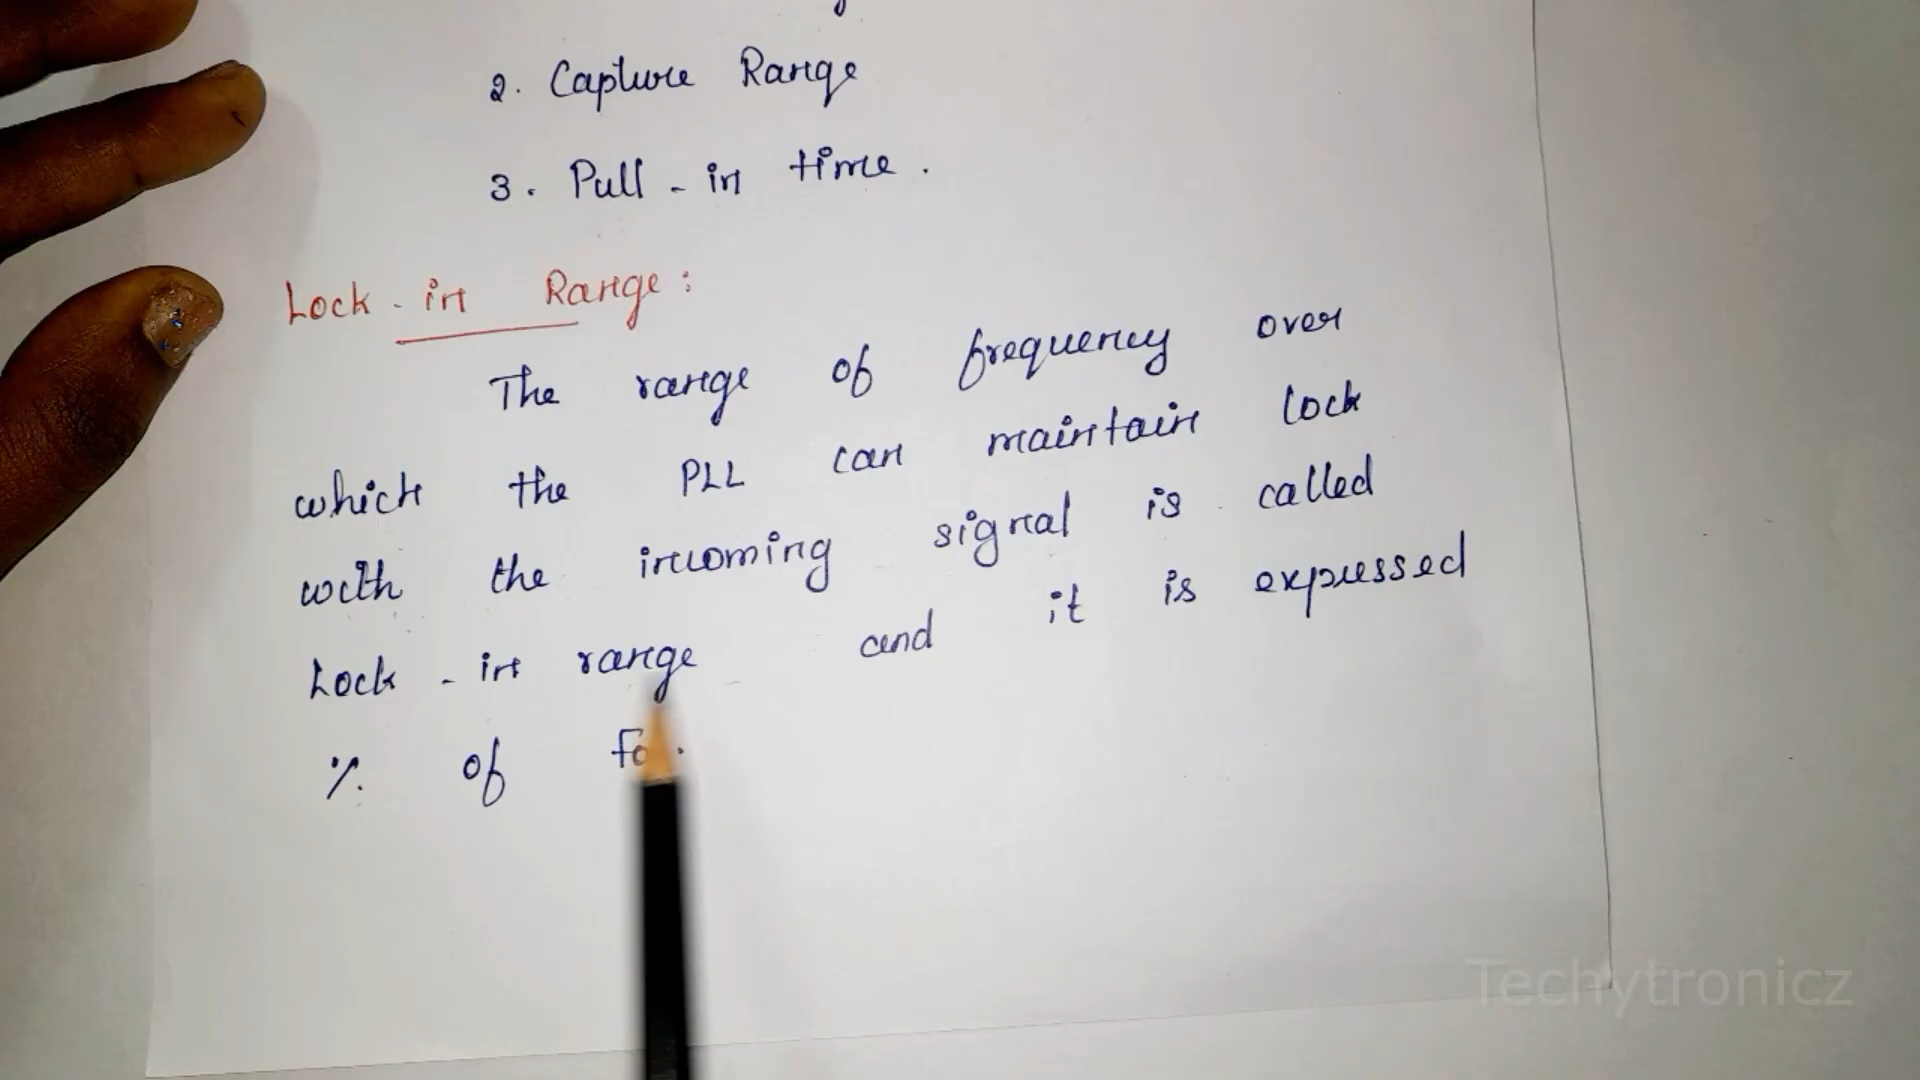 2. Capture Range
3. Pull - in time.
Lock - in Range:
The range of frequency over
which the PLL can maintain lock
with the incoming signal is called
Lock - in range and it is expressed
% of fo.
Techytronicz